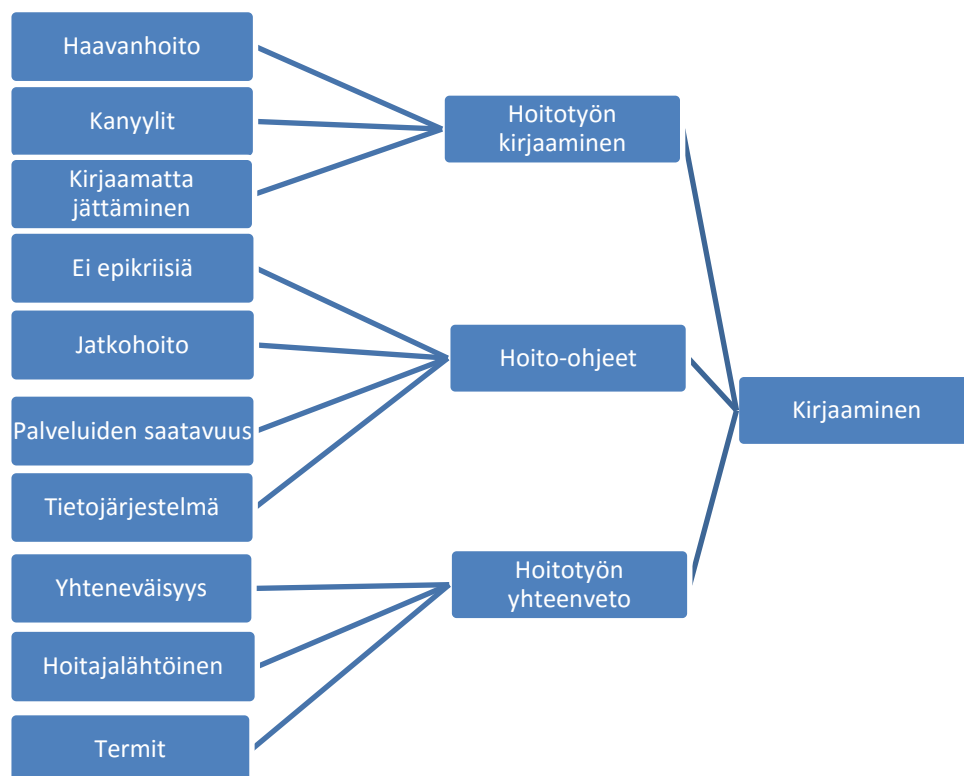 Haavanhoito
Kanyylit
Kirjaamatta
jättäminen
Ei epikriisiä
Jatkohoito
Palveluiden saatavuus
Tietojärjestelmä
Yhteneväisyys
Hoitajalähtöinen
Termit
Hoitotyön
kirjaaminen
Hoito-ohjeet
Hoitotyön
yhteenveto
Kirjaaminen